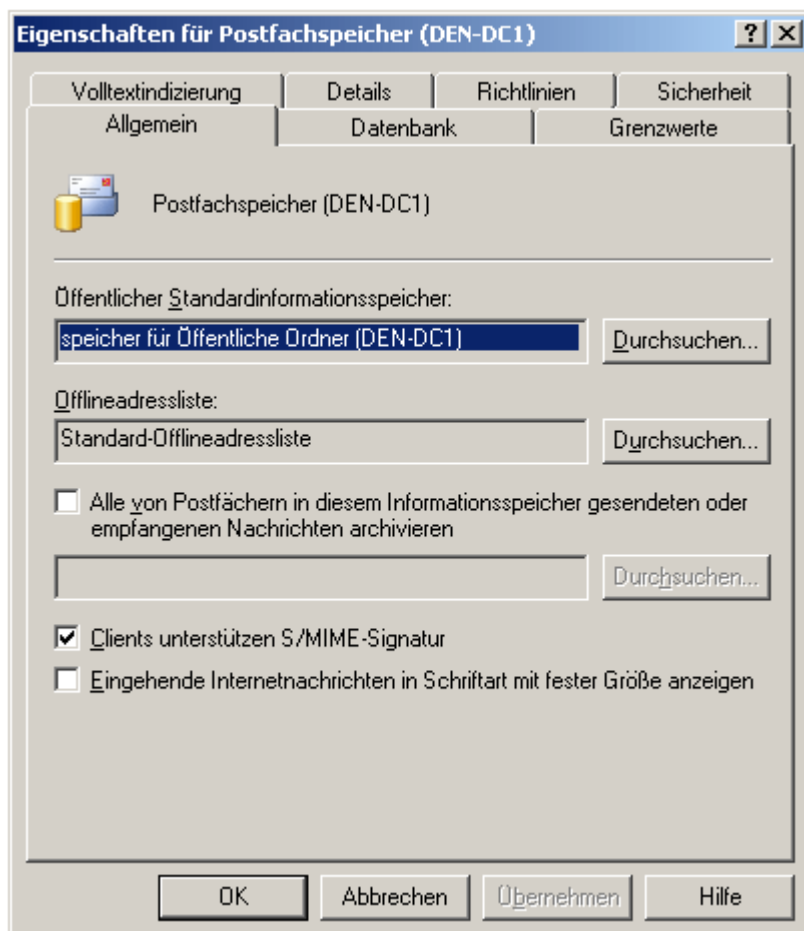 Eigenschaften für Postfachspeicher (DEN-DC1)
Volltextindizierung Details Richtlinien Sicherheit
Allgemein Datenbank Grenzwerte
Postfachspeicher (DEN-DC1)
Öffentlicher Standardinformationsspeicher:
speicher für Öffentliche Ordner (DEN-DC1) Durchsuchen...
Offlineadressliste:
Standard-Offlineadressliste Durchsuchen...
Alle von Postfächern in diesem Informationsspeicher gesendeten oder
empfangenen Nachrichten archivieren
Durchsuchen...
Clients unterstützen S/MIME-Signatur
Eingehende Internetnachrichten in Schriftart mit fester Größe anzeigen
OK Abbrechen Übernehmen Hilfe